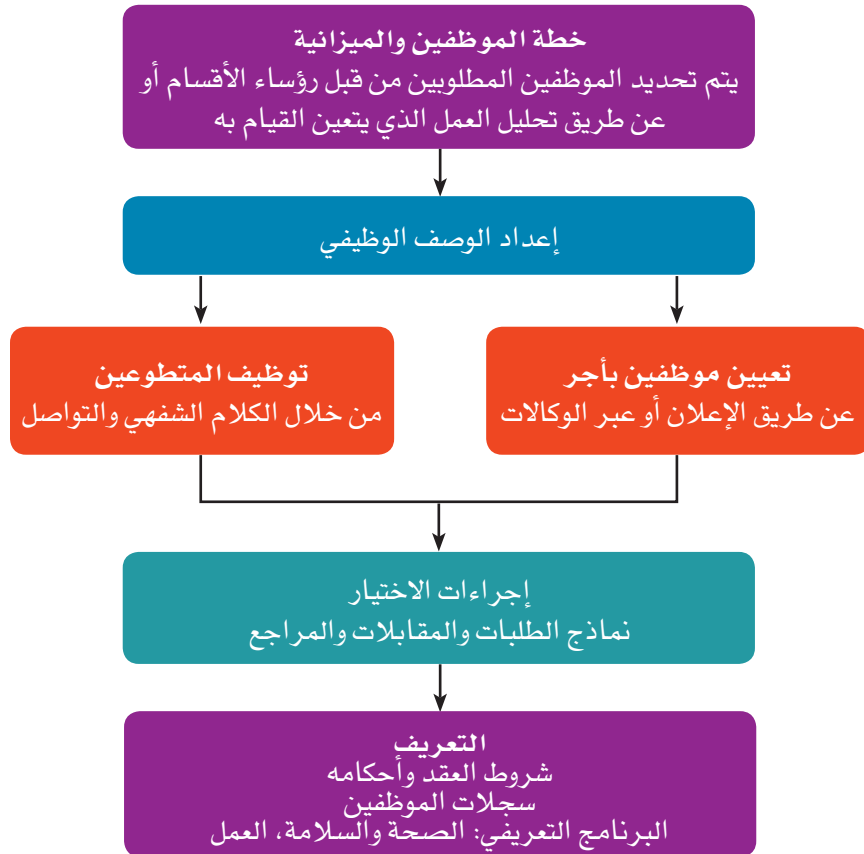 خطة الموظفين والميزانية
يتم تحديد الموظفين المطلوبين من قبل رؤساء الأقسام أو
عن طريق تحليل العمل الذي يتعين القيام به
إعداد الوصف الوظيفي
تعيين موظفين بأجر
عن طريق الإعلان أو عبر الوكالات
توظيف المتطوعين
من خلال الكلام الشفهي والتواصل
إجراءات الاختيار
نماذج الطلبات والمقابلات والمراجع
التعريف
شروط العقد وأحكامه
سجلات الموظفين
البرنامج التعريفي: الصحة والسلامة، العمل